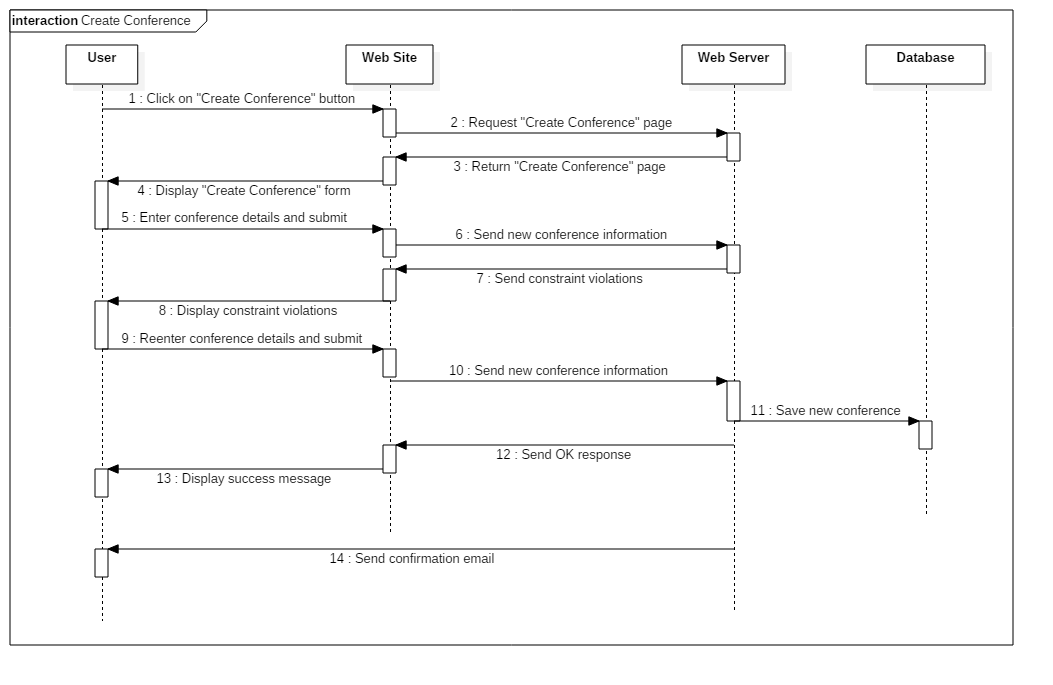 interaction Create Conference
User
Web Site
Web Server
Database
1 : Click on "Create Conference" button
2 : Request "Create Conference" page
3 : Return "Create Conference" page
4 : Display "Create Conference" form
5 : Enter conference details and submit
6 : Send new conference information
7 : Send constraint violations
8 : Display constraint violations
9 : Reenter conference details and submit
10 : Send new conference information
11 : Save new conference
12 : Send OK response
13 : Display success message
14 : Send confirmation email